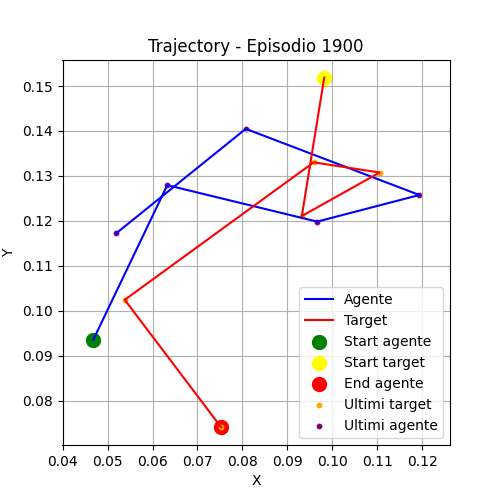 Trajectory - Episodio 1900
0.15
0.14
0.13
0.12
0.11
0.10
0.09
0.08
Y
0.04 0.05 0.06 0.07 0.08 0.09 0.10 0.11 0.12
X
Agente
Target
Start agente
Start target
End agente
Ultimi target
Ultimi agente